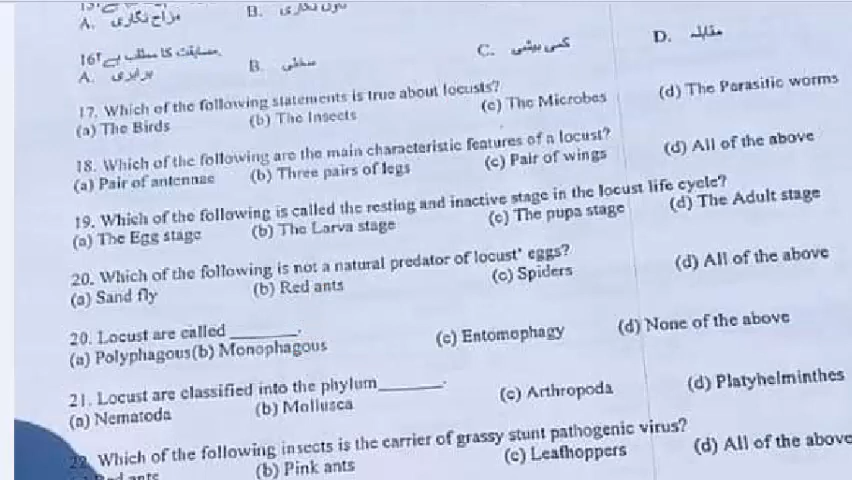 A. مزاح نگاری B.
A. برابری B. C. کمی بیشی D. مقابلہ
17. Which of the following statements is true about locusts?
(a) The Birds (b) The Insects (c) The Microbes (d) The Parasitic worms
18. Which of the following are the main characteristic features of a locust?
(a) Pair of antennae (b) Three pairs of legs (c) Pair of wings (d) All of the above
19. Which of the following is called the resting and inactive stage in the locust life cycle?
(a) The Egg stage (b) The Larva stage (c) The pupa stage (d) The Adult stage
20. Which of the following is not a natural predator of locust' eggs?
(a) Sand fly (b) Red ants (c) Spiders (d) All of the above
20. Locust are called ________.
(a) Polyphagous(b) Monophagous (c) Entomophagy (d) None of the above
21. Locust are classified into the phylum________.
(a) Nematoda (b) Mollusca (c) Arthropoda (d) Platyhelminthes
22. Which of the following insects is the carrier of grassy stunt pathogenic virus?
ants (b) Pink ants (c) Leafhoppers (d) All of the above